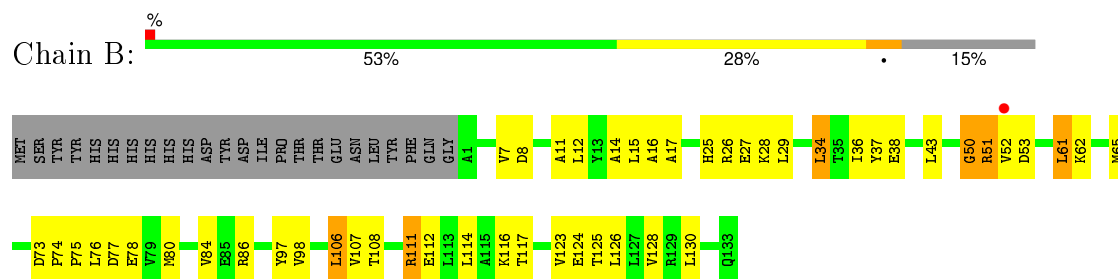 %
Chain B:
53% 28% • 15%
MET SER TYR TYR HIS HIS HIS HIS HIS HIS ASP TYR ASP ILE PRO THR THR GLU ASN LEU TYR PHE GLN GLY A1 V7 D8 A11 L12 Y13 A14 L15 A16 A17 H25 R26 E27 K28 L29 L34 T35 I36 Y37 E38 L43 G50 R51 V52 D53 L61 K62 M65
D73 P74 P75 L76 D77 E78 V79 M80 V84 E85 R86 Y97 V98 L106 V107 T108 R111 E112 L113 L114 A115 K116 T117 V123 E124 T125 L126 L127 V128 R129 L130 Q133